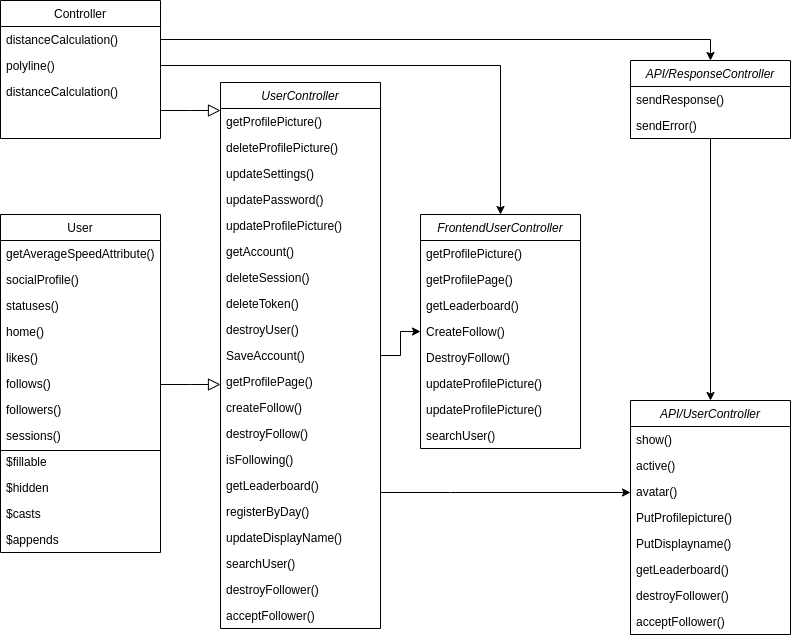 Controller
distanceCalculation()
polyline()
distanceCalculation()
User
getAverageSpeedAttribute()
socialProfile()
statuses()
home()
likes()
follows()
followers()
sessions()
$fillable
$hidden
$casts
$appends
UserController
getProfilePicture()
deleteProfilePicture()
updateSettings()
updatePassword()
updateProfilePicture()
getAccount()
deleteSession()
deleteToken()
destroyUser()
SaveAccount()
getProfilePage()
createFollow()
destroyFollow()
isFollowing()
getLeaderboard()
registerByDay()
updateDisplayName()
searchUser()
destroyFollower()
acceptFollower()
FrontendUserController
getProfilePicture()
getProfilePage()
getLeaderboard()
CreateFollow()
DestroyFollow()
updateProfilePicture()
updateProfilePicture()
searchUser()
API/ResponseController
sendResponse()
sendError()
API/UserController
show()
active()
avatar()
PutProfilepicture()
PutDisplayname()
getLeaderboard()
destroyFollower()
acceptFollower()